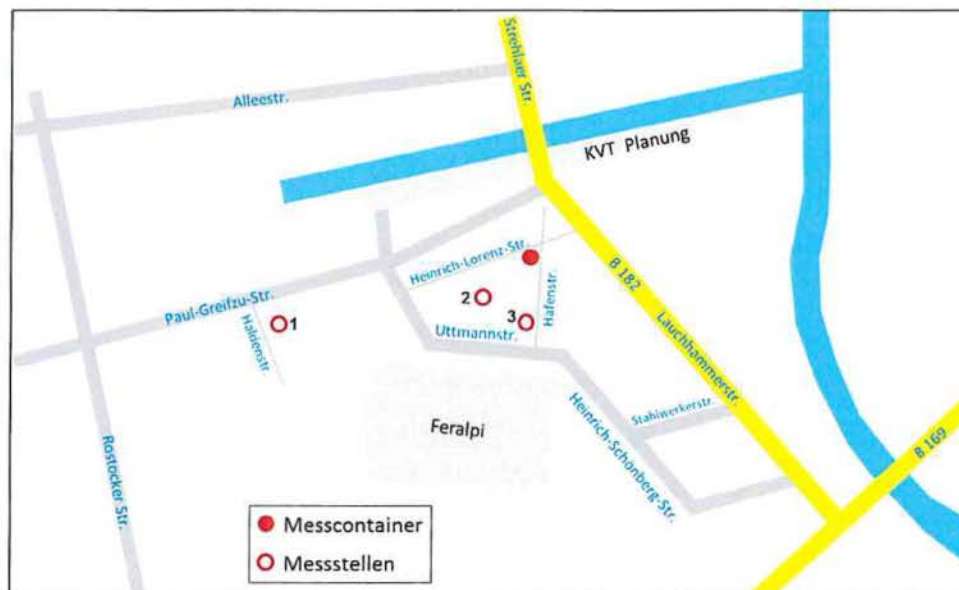 Strehlaer Str.
Alleestr.
KVT Planung
Heinrich-Lorenz-Str.
B 182
Paul-Greifzu-Str.
2
Hafenstr.
1
3
Haldenstr.
Uttmannstr.
Lauchhammerstr.
Stahlwerkerstr.
Feralpi
Heinrich-Schönberg-Str.
B 169
Rostocker Str.
Messcontainer
Messstellen